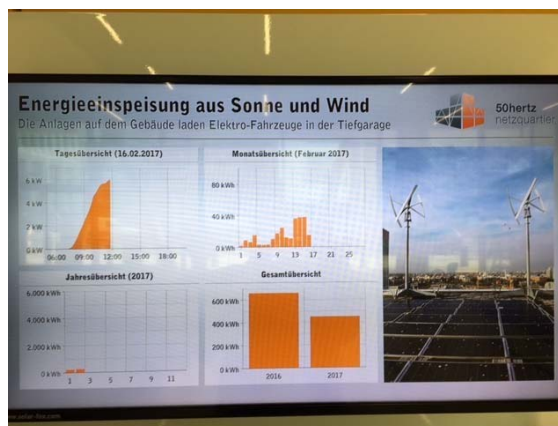 Energieeinspeisung aus Sonne und Wind
Die Anlagen auf dem Gebäude laden Elektro-Fahrzeuge in der Tiefgarage
50hertz
netzquartier
Tagesübersicht (16.02.2017)
6 kW
4 kW
2 kW
0 kW
06:00 09:00 12:00 15:00 18:00
Monatsübersicht (Februar 2017)
80 kWh
40 kWh
0 kWh
1 5 9 13 17 21 25
Jahresübersicht (2017)
6.000 kWh
4.000 kWh
2.000 kWh
0 kWh
1 3 5 7 9 11
Gesamtübersicht
600 kWh
400 kWh
200 kWh
0 kWh
2016 2017
www.solar-fox.com